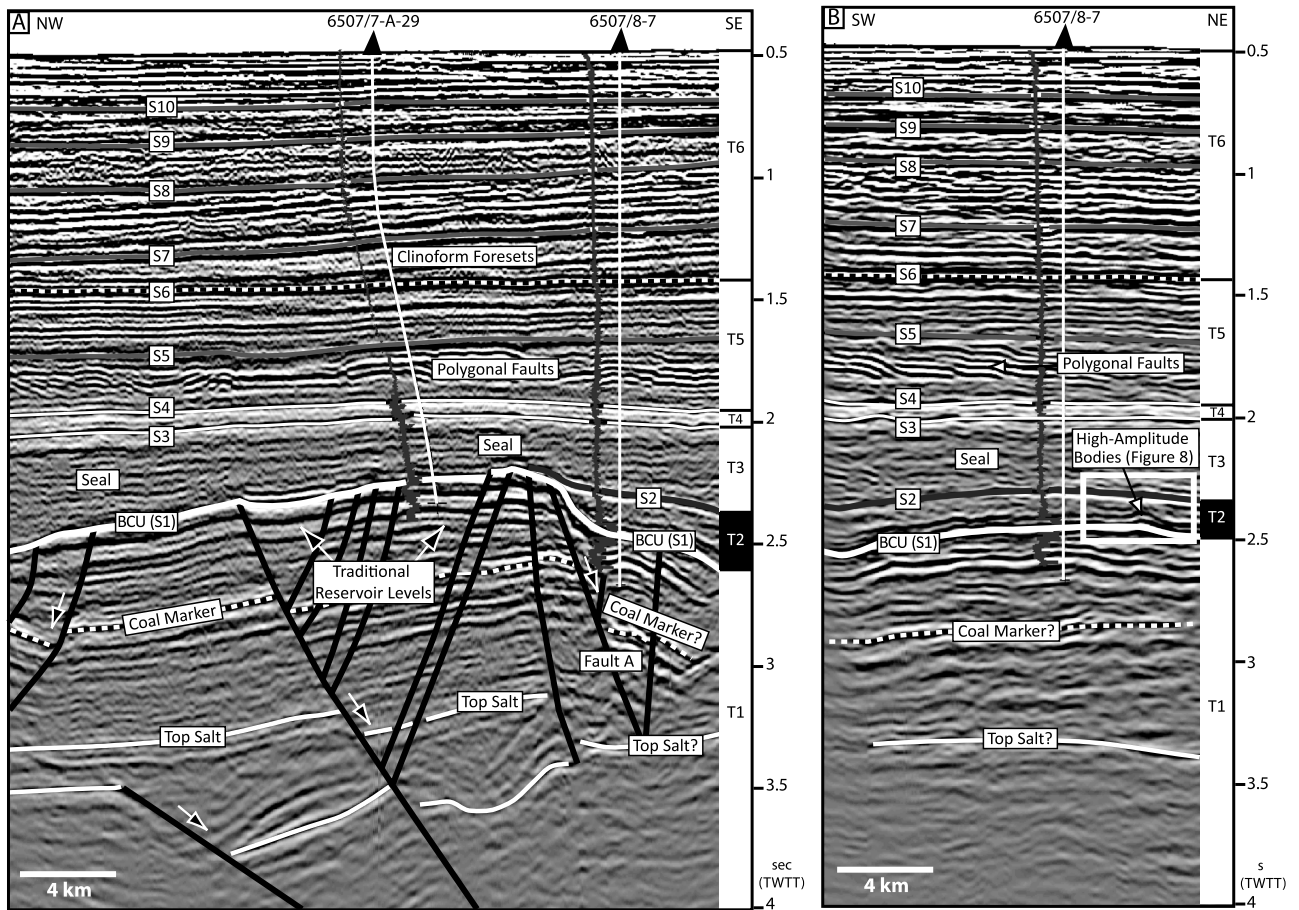 A NW
6507/7-A-29
6507/8-7
SE
S10
S9
S8
S7
S6
S5
S4
S3
Clinoform Foresets
Polygonal Faults
Seal
Seal
S2
BCU (S1)
BCU (S1)
Traditional
Reservoir Levels
Coal Marker
Coal Marker?
Fault A
Top Salt
Top Salt
Top Salt?
4 km
T6
T5
T4
T3
T2
T1
0.5
1
1.5
2
2.5
3
3.5
sec
(TWTT)
4
B SW
6507/8-7
NE
S10
S9
S8
S7
S6
S5
Polygonal Faults
S4
S3
High-Amplitude
Bodies (Figure 8)
Seal
S2
BCU (S1)
Coal Marker?
Top Salt?
4 km
T6
T5
T4
T3
T2
T1
0.5
1
1.5
2
2.5
3
3.5
s
(TWTT)
4